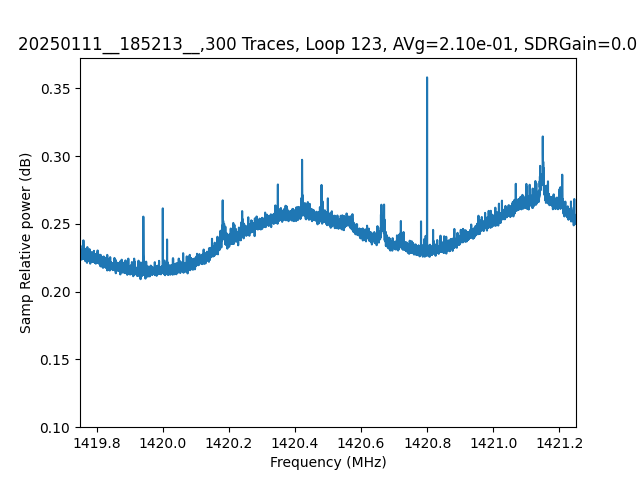 20250111__185213__,300 Traces, Loop 123, AVg=2.10e-01, SDRGain=0.0
Samp Relative power (dB)
0.35
0.30
0.25
0.20
0.15
0.10
1419.8 1420.0 1420.2 1420.4 1420.6 1420.8 1421.0 1421.2
Frequency (MHz)